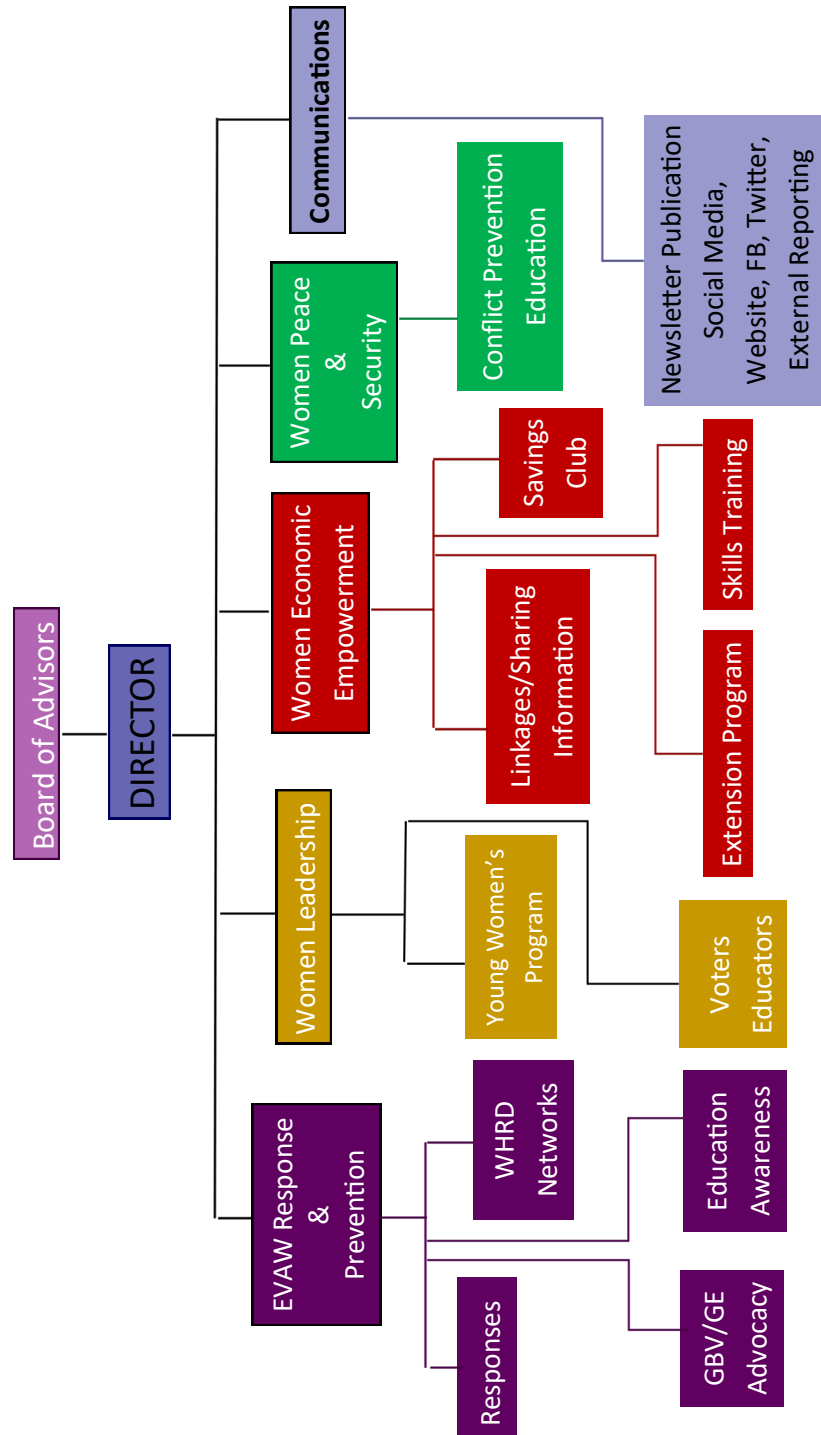 Board of Advisors
DIRECTOR
EVAW Response
&
Prevention
Women Leadership
Women Economic
Empowerment
Women Peace
&
Security
Communications
Responses
WHRD
Networks
GBV/GE
Advocacy
Education
Awareness
Young Women’s
Program
Voters
Educators
Linkages/Sharing
Information
Savings
Club
Extension Program
Skills Training
Conflict Prevention
Education
Newsletter Publication
Social Media,
Website, FB, Twitter,
External Reporting